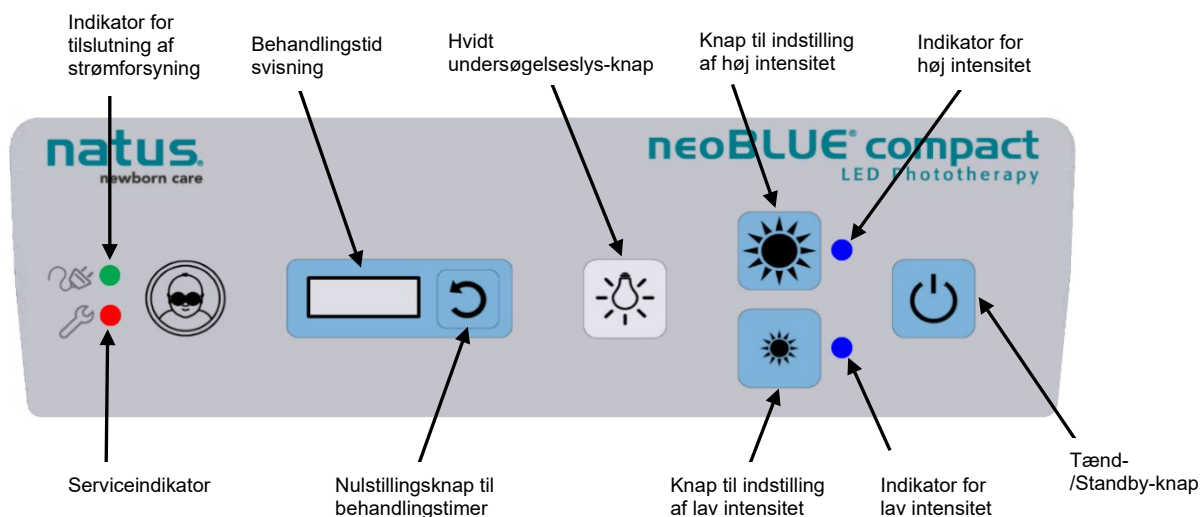 Indikator for
tilslutning af
strømforsyning
Behandlingstid
svisning
Hvidt
undersøgelseslys-knap
Knap til indstilling
af høj intensitet
Indikator for
høj intensitet
natus.
newborn care
neoBLUE® compact
LED Phototherapy
Serviceindikator
Nulstillingsknap til
behandlingstimer
Knap til indstilling
af lav intensitet
Indikator for
lav intensitet
Tænd-
/Standby-knap